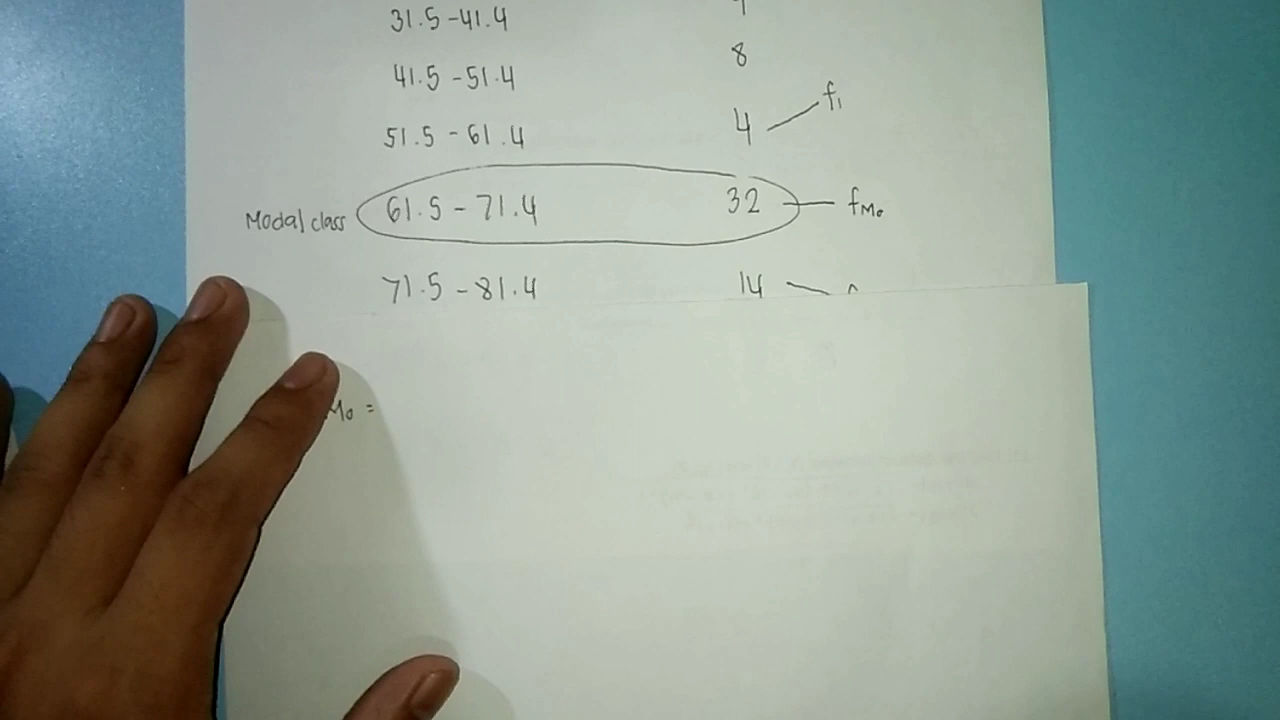 31.5 - 41.4
41.5 - 51.4 8
51.5 - 61.4 4 f1
Modal class 61.5 - 71.4 32 fMo
71.5 - 81.4 14
Mo =